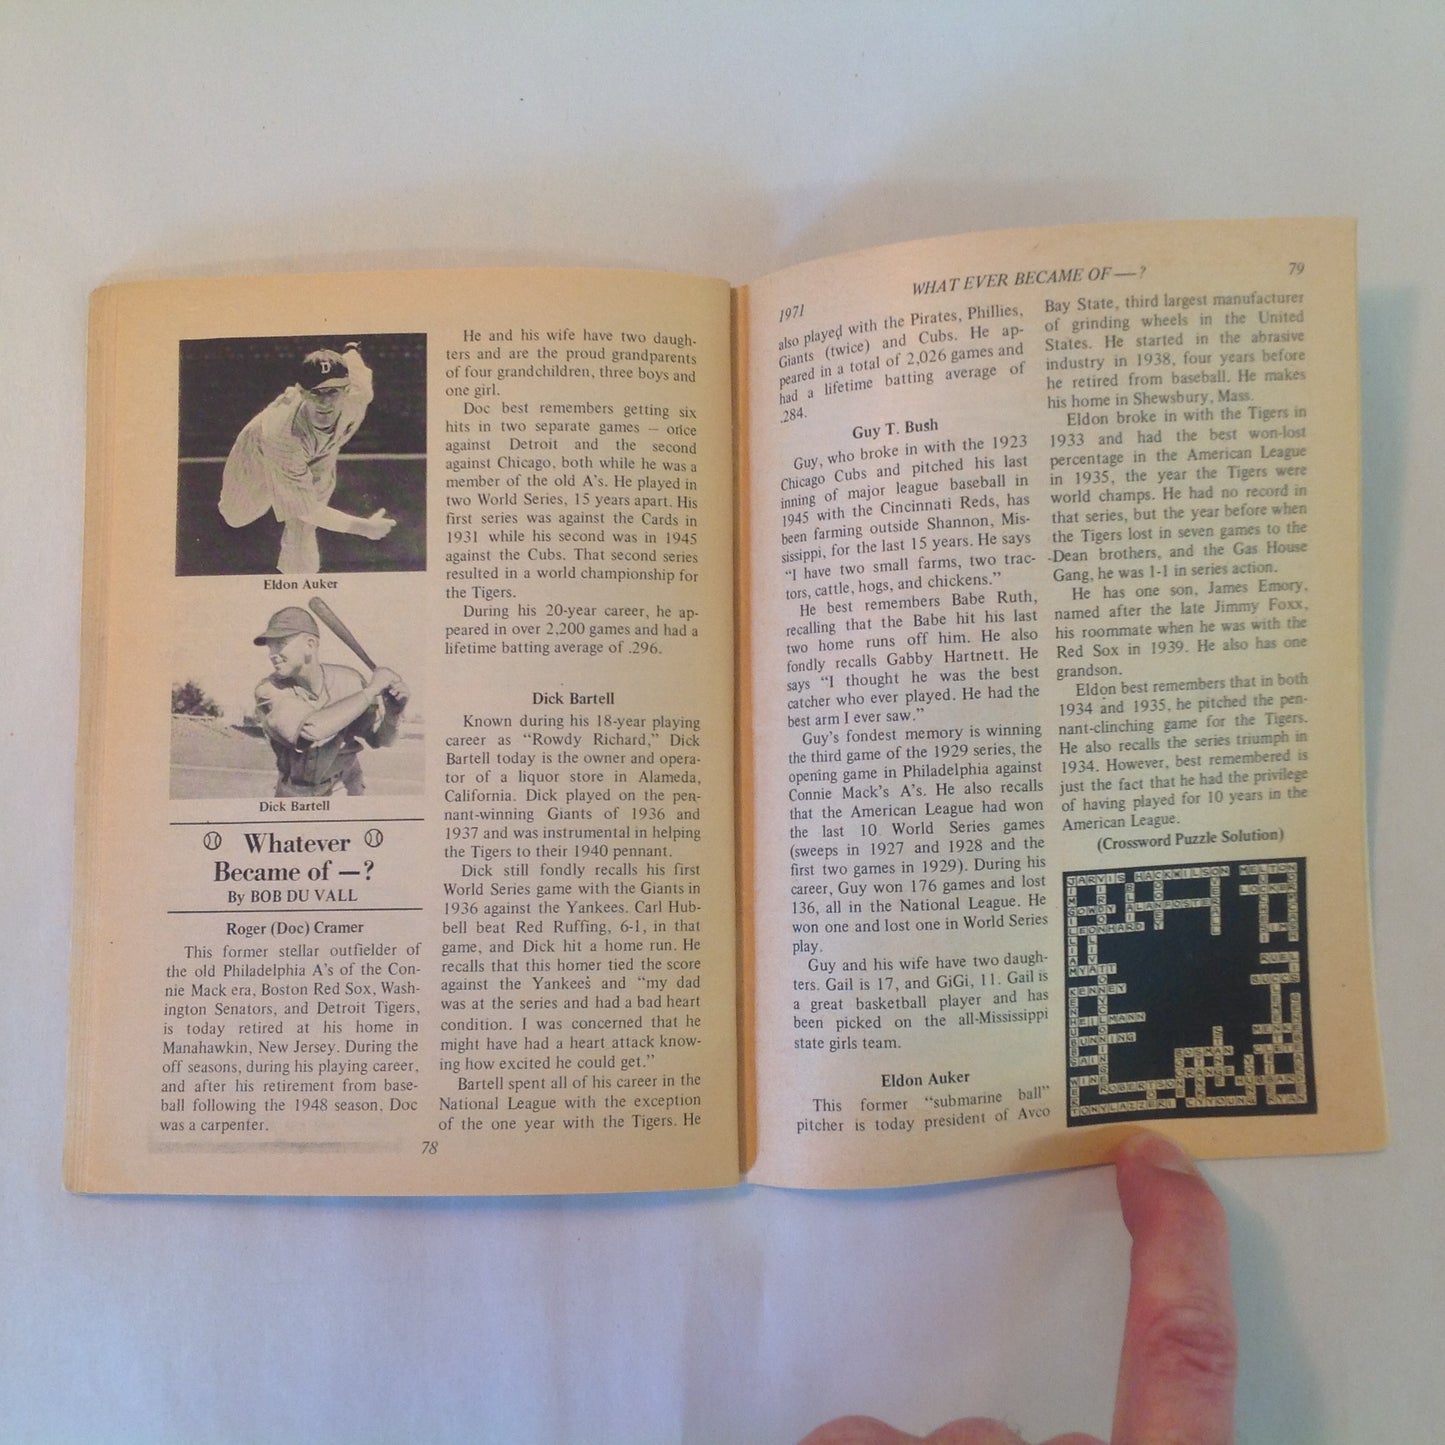 Eldon Auker
Dick Bartell
Whatever
Became of —?
By BOB DU VALL
Roger (Doc) Cramer
This former stellar outfielder of
the old Philadelphia A's of the Con-
nie Mack era, Boston Red Sox, Wash-
ington Senators, and Detroit Tigers,
is today retired at his home in
Manahawkin, New Jersey. During the
off seasons, during his playing career,
and after his retirement from base-
ball following the 1948 season, Doc
was a carpenter.
He and his wife have two daugh-
ters and are the proud grandparents
of four grandchildren, three boys and
one girl.
Doc best remembers getting six
hits in two separate games — once
against Detroit and the second
against Chicago, both while he was a
member of the old A's. He played in
two World Series, 15 years apart. His
first series was against the Cards in
1931 while his second was in 1945
against the Cubs. That second series
resulted in a world championship for
the Tigers.
During his 20-year career, he ap-
peared in over 2,200 games and had a
lifetime batting average of .296.
Dick Bartell
Known during his 18-year playing
career as “Rowdy Richard,” Dick
Bartell today is the owner and opera-
tor of a liquor store in Alameda,
California. Dick played on the pen-
nant-winning Giants of 1936 and
1937 and was instrumental in helping
the Tigers to their 1940 pennant.
Dick still fondly recalls his first
World Series game with the Giants in
1936 against the Yankees. Carl Hub-
bell beat Red Ruffing, 6-1, in that
game, and Dick hit a home run. He
recalls that this homer tied the score
against the Yankees and “my dad
was at the series and had a bad heart
condition. I was concerned that he
might have had a heart attack know-
ing how excited he could get.”
Bartell spent all of his career in the
National League with the exception
of the one year with the Tigers. He
78
1971
WHAT EVER BECAME OF —?
79
also played with the Pirates, Phillies,
Giants (twice) and Cubs. He ap-
peared in a total of 2,026 games and
had a lifetime batting average of
.284.
Guy T. Bush
Guy, who broke in with the 1923
Chicago Cubs and pitched his last
inning of major league baseball in
1945 with the Cincinnati Reds, has
been farming outside Shannon, Mis-
sissippi, for the last 15 years. He says
“I have two small farms, two trac-
tors, cattle, hogs, and chickens.”
He best remembers Babe Ruth,
recalling that the Babe hit his last
two home runs off him. He also
fondly recalls Gabby Hartnett. He
says “I thought he was the best
catcher who ever played. He had the
best arm I ever saw.”
Guy's fondest memory is winning
the third game of the 1929 series, the
opening game in Philadelphia against
Connie Mack's A's. He also recalls
that the American League had won
the last 10 World Series games
(sweeps in 1927 and 1928 and the
first two games in 1929). During his
career, Guy won 176 games and lost
136, all in the National League. He
won one and lost one in World Series
play.
Guy and his wife have two daugh-
ters. Gail is 17, and GiGi, 11. Gail is
a great basketball player and has
been picked on the all-Mississippi
state girls team.
Eldon Auker
This former “submarine ball”
pitcher is today president of Avco
Bay State, third largest manufacturer
of grinding wheels in the United
States. He started in the abrasive
industry in 1938, four years before
he retired from baseball. He makes
his home in Shewsbury, Mass.
Eldon broke in with the Tigers in
1933 and had the best won-lost
percentage in the American League
in 1935, the year the Tigers were
world champs. He had no record in
that series, but the year before when
the Tigers lost in seven games to the
Dean brothers, and the Gas House
Gang, he was 1-1 in series action.
He has one son, James Emory,
named after the late Jimmy Foxx,
his roommate when he was with the
Red Sox in 1939. He also has one
grandson.
Eldon best remembers that in both
1934 and 1935, he pitched the pen-
nant-clinching game for the Tigers.
He also recalls the series triumph in
1934. However, best remembered is
just the fact that he had the privilege
of having played for 10 years in the
American League.
(Crossword Puzzle Solution)
JARVIS HACKWILSON MELTON
LOCKER
GOWDY ALANFOSTER
LEONHARD
SIMS
RUEL
MYATT
BUCCS
KENNEY
HEILMANN
BUNNING
MENKE
BOSMAN
CAIN
ORANGE
WINE ROBERTSON HUBBARD
TONYLAZZERI CYYOUNG RYAN